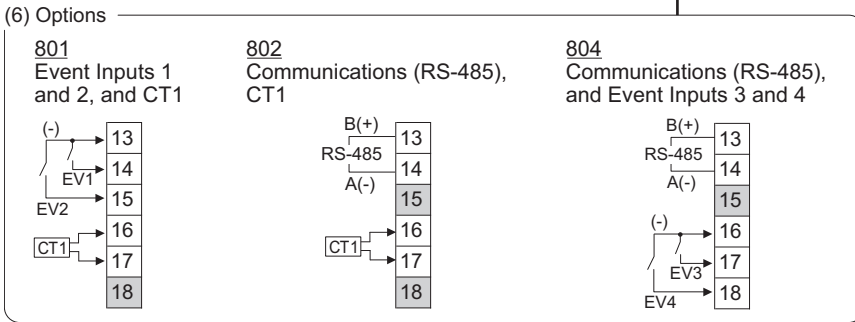 (6) Options
801
Event Inputs 1
and 2, and CT1
(-)
13
14
EV1
15
EV2
16
CT1
17
18
802
Communications (RS-485),
CT1
B(+)
13
RS-485
14
A(-)
15
16
CT1
17
18
804
Communications (RS-485),
and Event Inputs 3 and 4
B(+)
13
RS-485
14
A(-)
15
(-)
16
17
EV3
18
EV4